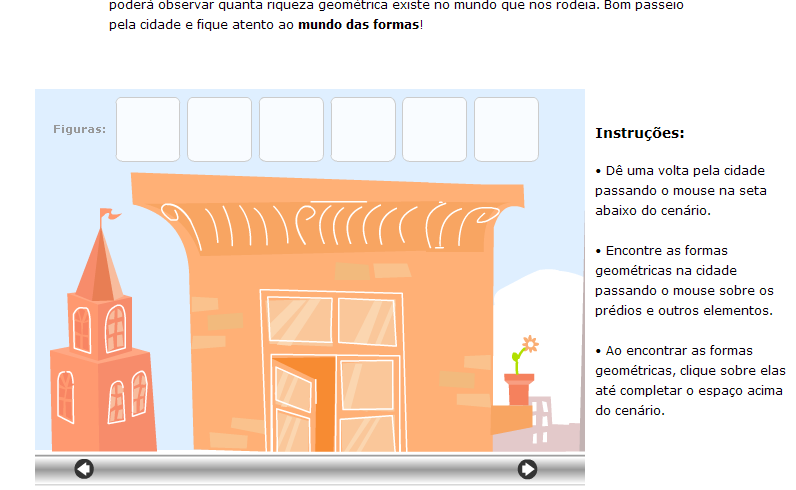 poderá observar quanta riqueza geométrica existe no mundo que nos rodeia. Bom passeio
pela cidade e fique atento ao mundo das formas!
Figuras:
Instruções:
• Dê uma volta pela cidade
passando o mouse na seta
abaixo do cenário.
• Encontre as formas
geométricas na cidade
passando o mouse sobre os
prédios e outros elementos.
• Ao encontrar as formas
geométricas, clique sobre elas
até completar o espaço acima
do cenário.